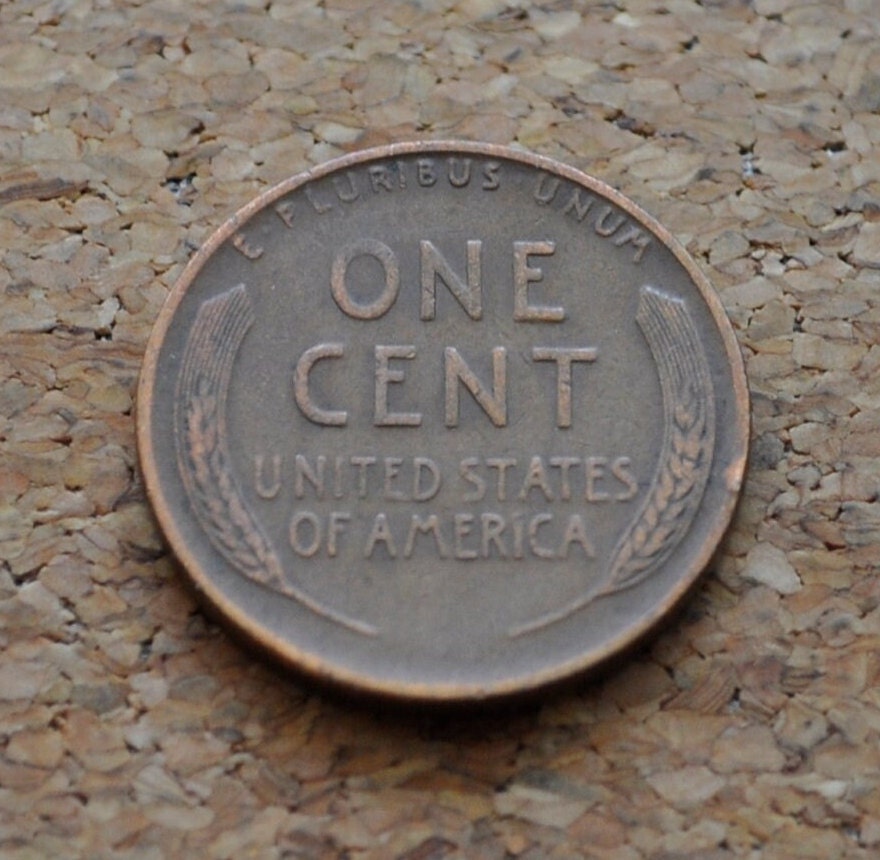 E · PLURIBUS · UNUM
ONE
CENT
UNITED STATES
OF AMERICA